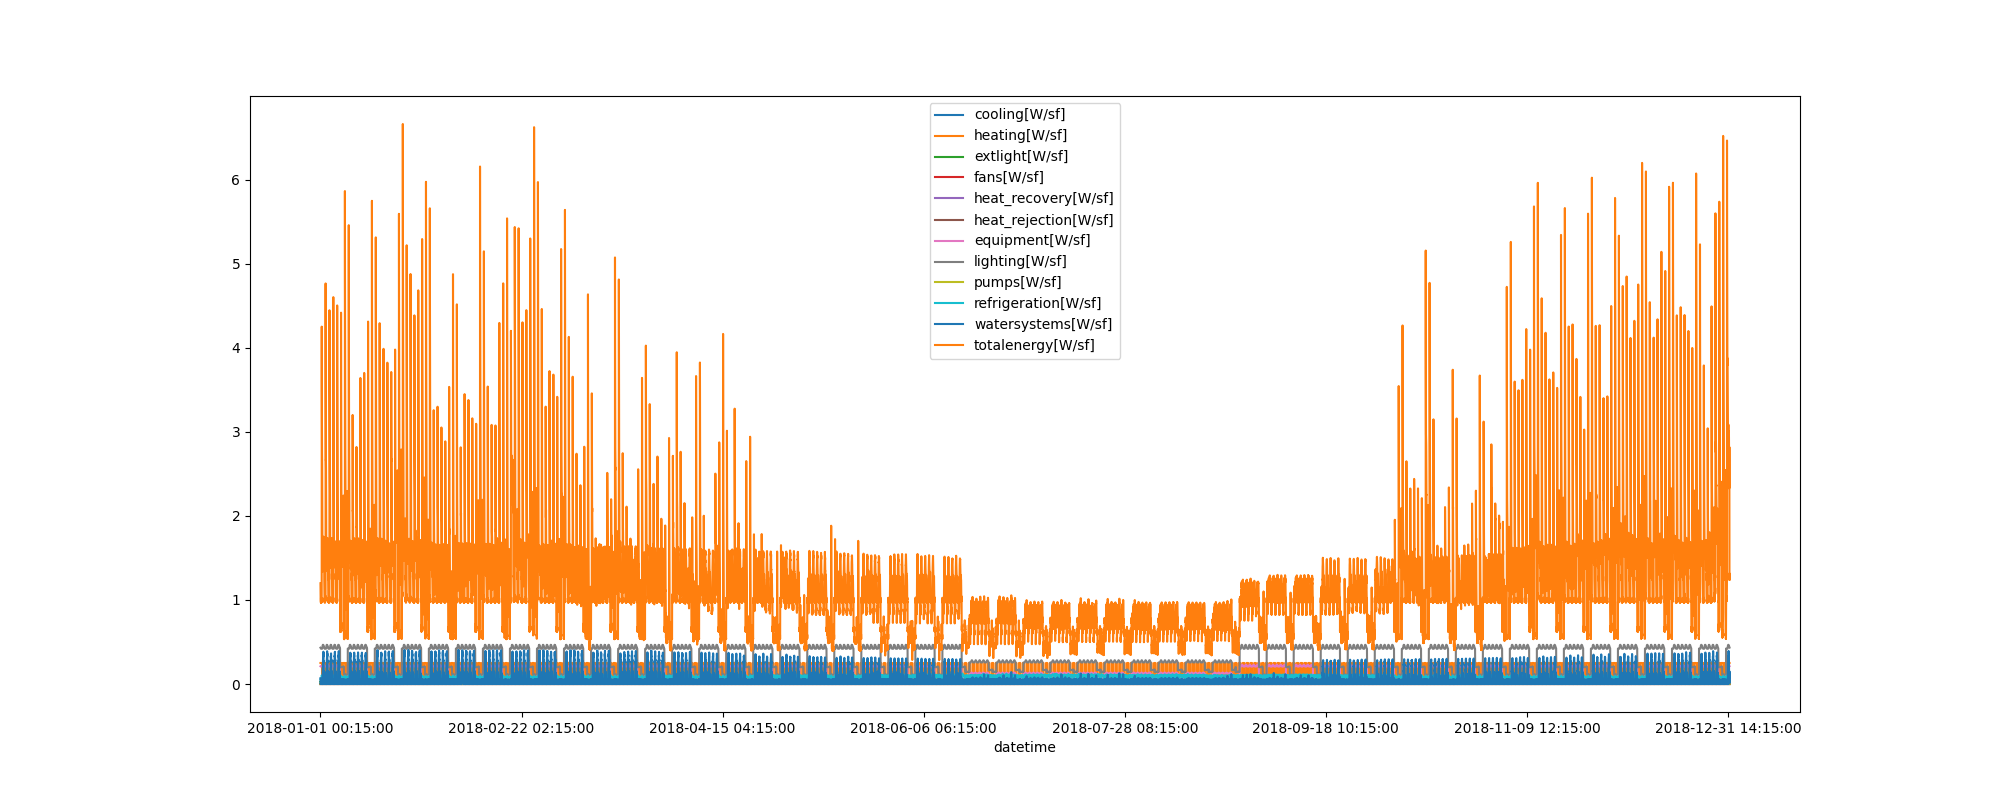 cooling[W/sf]
heating[W/sf]
extlight[W/sf]
fans[W/sf]
heat_recovery[W/sf]
heat_rejection[W/sf]
equipment[W/sf]
lighting[W/sf]
pumps[W/sf]
refrigeration[W/sf]
watersystems[W/sf]
totalenergy[W/sf]
6
5
4
3
2
1
0
2018-01-01 00:15:00 2018-02-22 02:15:00 2018-04-15 04:15:00 2018-06-06 06:15:00 2018-07-28 08:15:00 2018-09-18 10:15:00 2018-11-09 12:15:00 2018-12-31 14:15:00
datetime